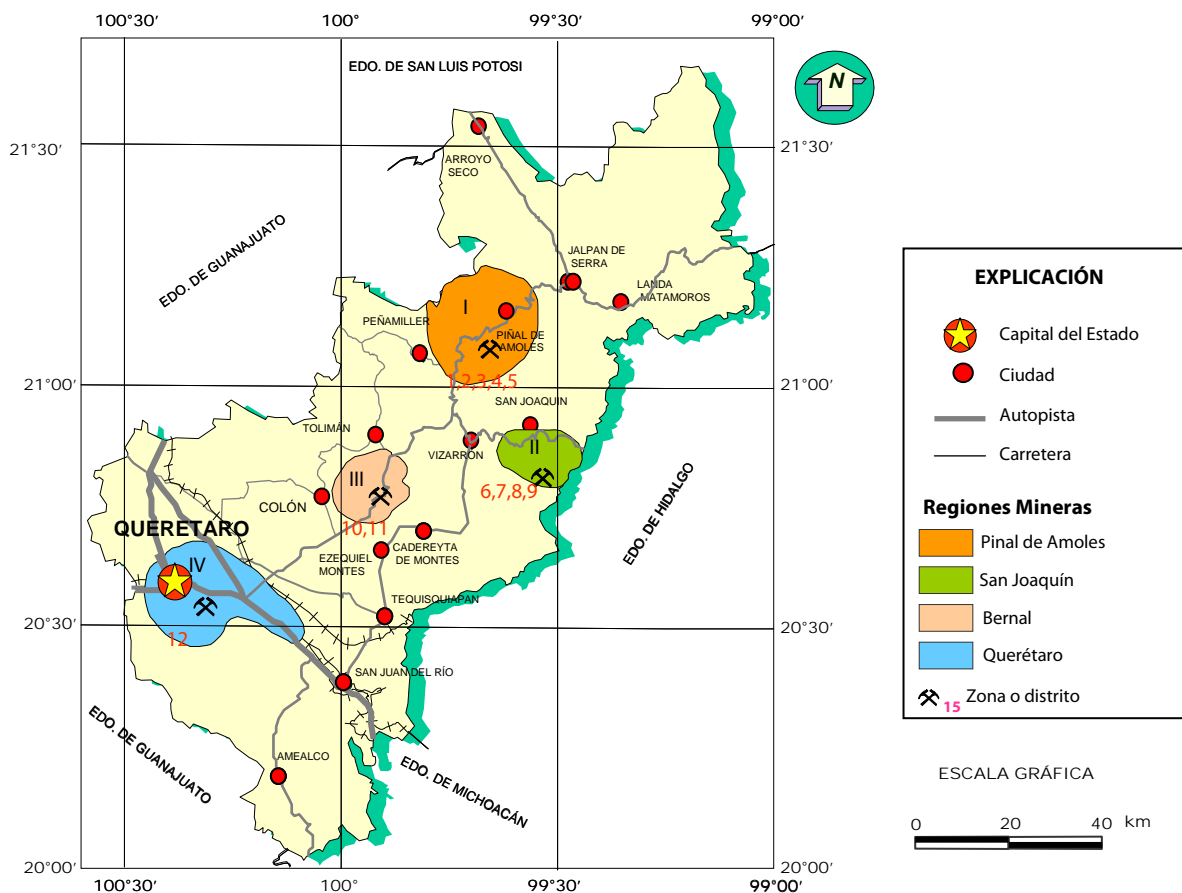 100°30'
100°
99°30'
99°00'
EDO. DE SAN LUIS POTOSI
N
21°30'
21°30'
ARROYO
SECO
EDO. DE GUANAJUATO
JALPAN DE
SERRA
LANDA
MATAMOROS
I
PEÑAMILLER
PIÑAL DE
AMOLES
21°00'
21°00'
1,2,3,4,5
SAN JOAQUIN
TOLIMÁN
VIZARRÓN
II
III
6,7,8,9
COLÓN
EDO. DE HIDALGO
QUERÉTARO
10,11
EZEQUIEL
MONTES
CADEREYTA
DE MONTES
IV
TEQUISQUIAPAN
20°30'
20°30'
12
SAN JUAN DEL RÍO
EDO. DE GUANAJUATO
AMEALCO
EDO. DE MICHOACÁN
20°00'
20°00'
100°30'
100°
99°30'
99°00'
EXPLICACIÓN
Capital del Estado
Ciudad
Autopista
Carretera
Regiones Mineras
Pinal de Amoles
San Joaquín
Bernal
Querétaro
15 Zona o distrito
ESCALA GRÁFICA
0 20 40 km